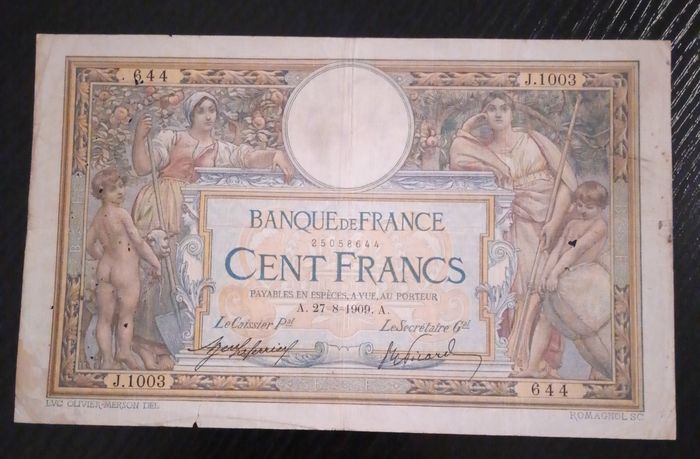 644 J.1003
BANQUE DE FRANCE
25058644
CENT FRANCS
PAYABLES EN ESPÈCES, A VUE, AU PORTEUR
A. 27-8-1909. A.
Le Caissier Pal Le Secrétaire Gal
J.1003 644
LVC OLIVIER-MERSON DEL ROMAGNOL SC.